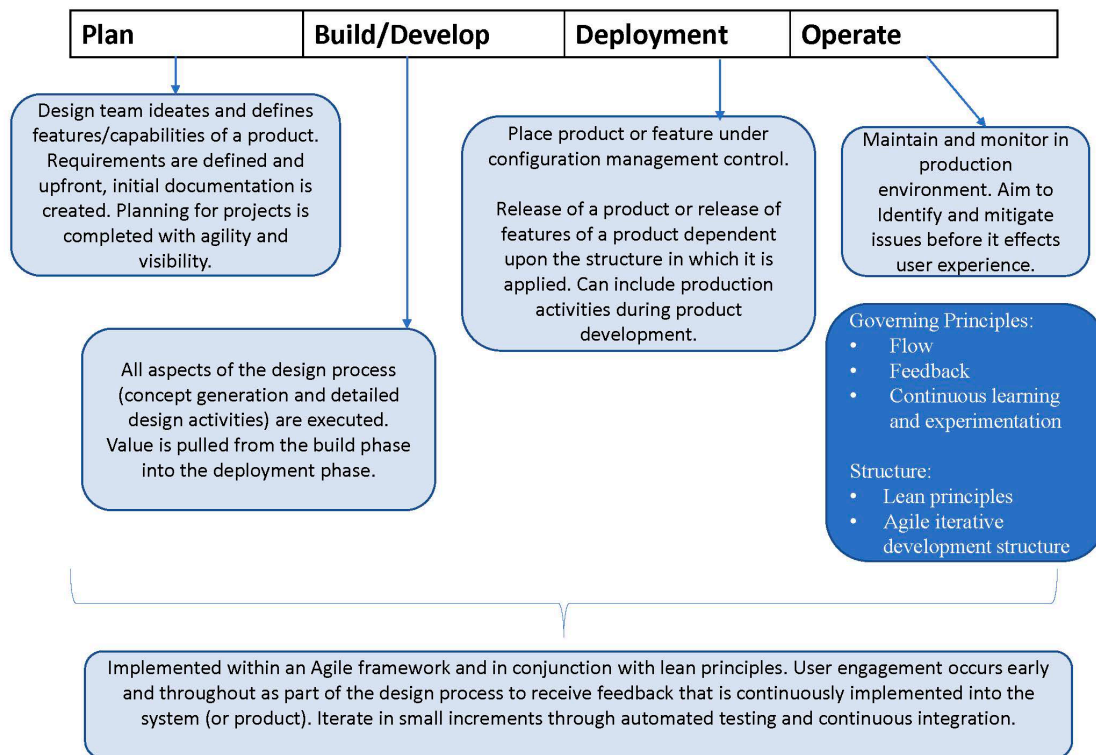 Plan
Build/Develop
Deployment
Operate
Design team ideates and defines
features/capabilities of a product.
Requirements are defined and
upfront, initial documentation is
created. Planning for projects is
completed with agility and
visibility.
All aspects of the design process
(concept generation and detailed
design activities) are executed.
Value is pulled from the build phase
into the deployment phase.
Place product or feature under
configuration management control.
Release of a product or release of
features of a product dependent
upon the structure in which it is
applied. Can include production
activities during product
development.
Maintain and monitor in
production
environment. Aim to
Identify and mitigate
issues before it effects
user experience.
Governing Principles:
• Flow
• Feedback
• Continuous learning
and experimentation
Structure:
• Lean principles
• Agile iterative
development structure
Implemented within an Agile framework and in conjunction with lean principles. User engagement occurs early
and throughout as part of the design process to receive feedback that is continuously implemented into the
system (or product). Iterate in small increments through automated testing and continuous integration.